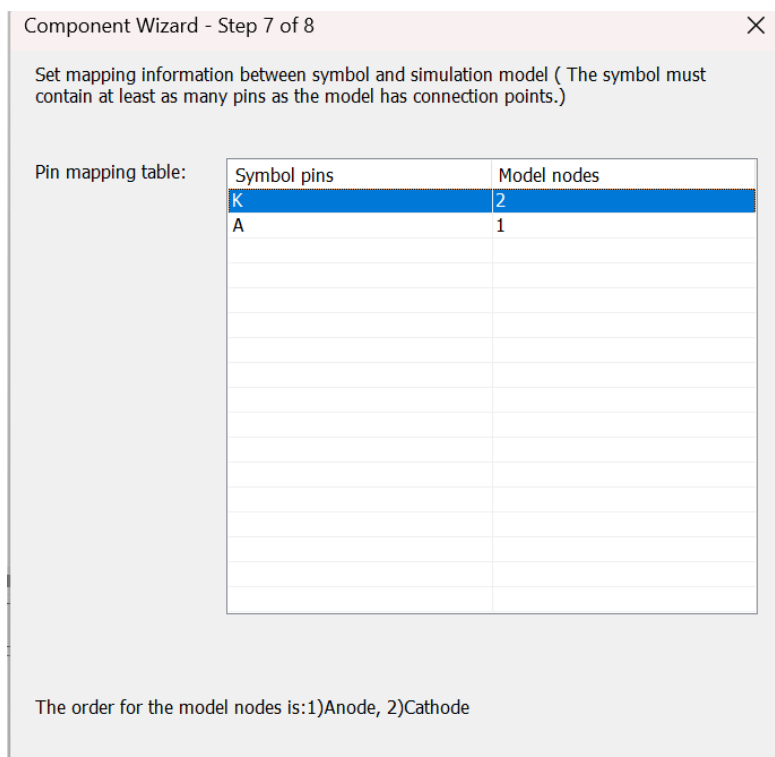 Component Wizard - Step 7 of 8
Set mapping information between symbol and simulation model ( The symbol must
contain at least as many pins as the model has connection points.)
Pin mapping table:
Symbol pins Model nodes
K 2
A 1
The order for the model nodes is:1)Anode, 2)Cathode